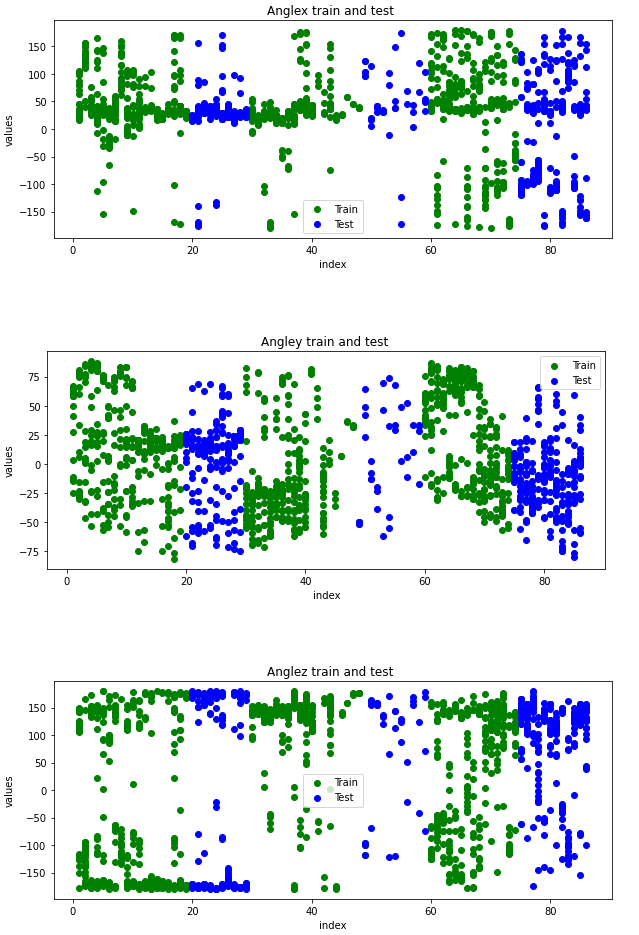 Anglex train and test
values
150
100
50
0
−50
−100
−150
0 20 40 60 80
index
Train
Test
Angley train and test
values
75
50
25
0
−25
−50
−75
0 20 40 60 80
index
Train
Test
Anglez train and test
values
150
100
50
0
−50
−100
−150
0 20 40 60 80
index
Train
Test